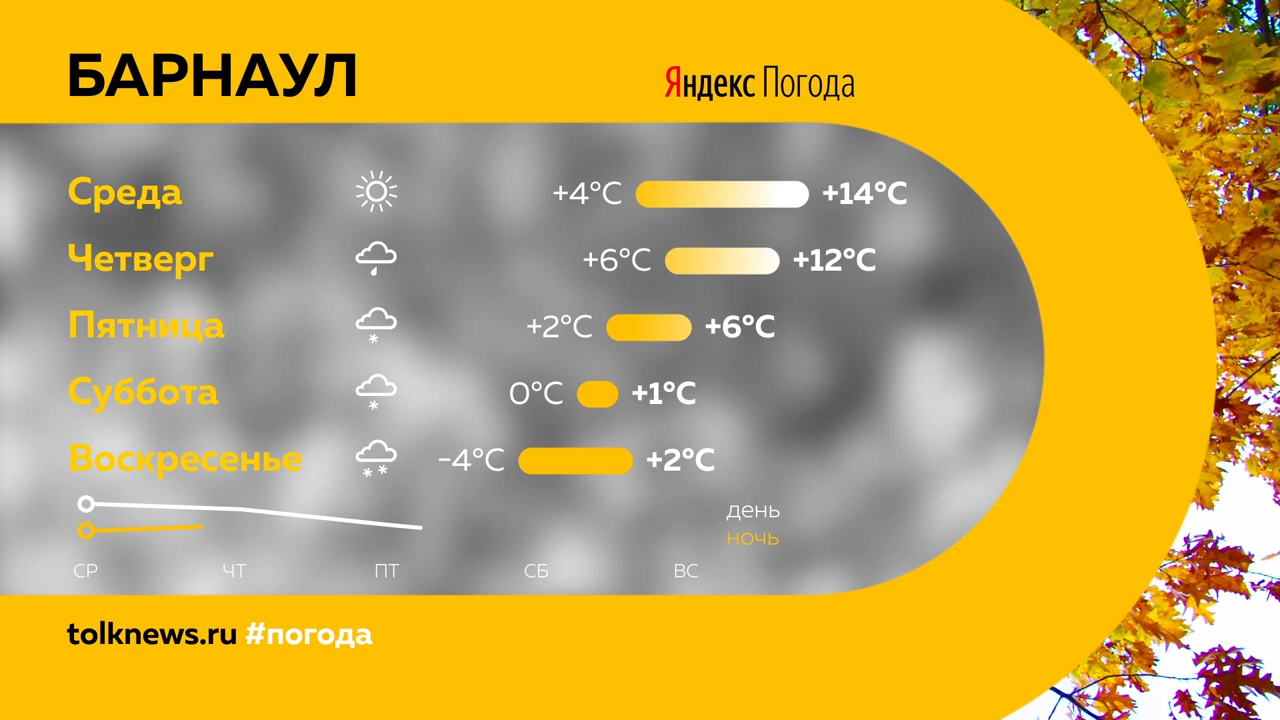 БАРНАУЛ
Яндекс Погода
Среда +4°C +14°C
Четверг +6°C +12°C
Пятница +2°C +6°C
Суббота 0°C +1°C
Воскресенье -4°C +2°C
день
ночь
СР ЧТ ПТ СБ ВС
tolknews.ru #погода